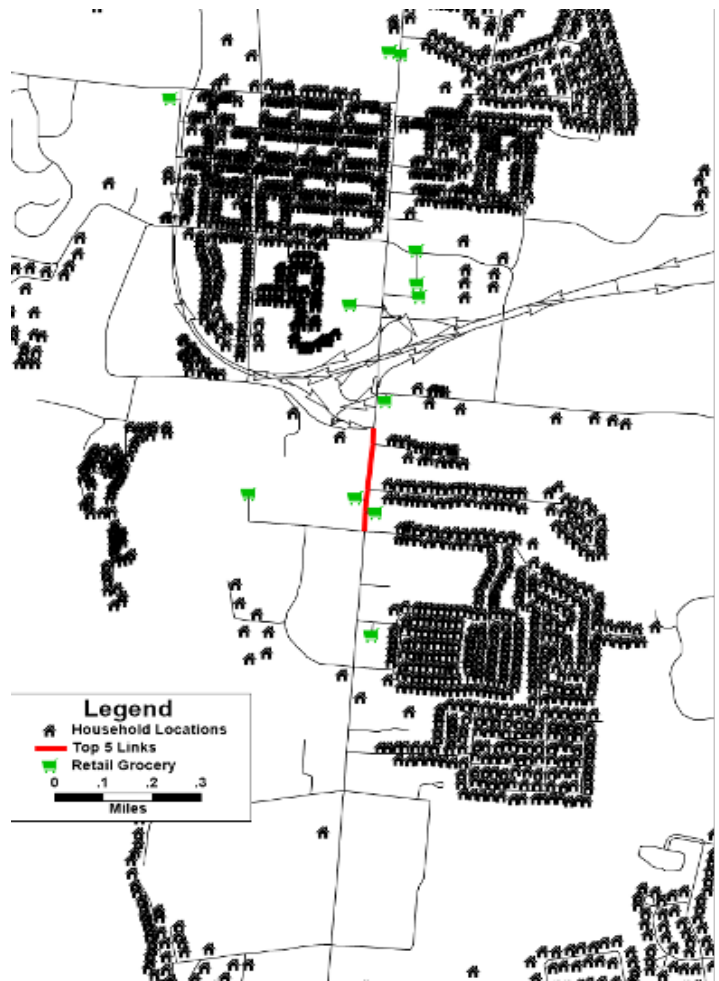 Legend
Household Locations
Top 5 Links
Retail Grocery
0 .1 .2 .3
Miles